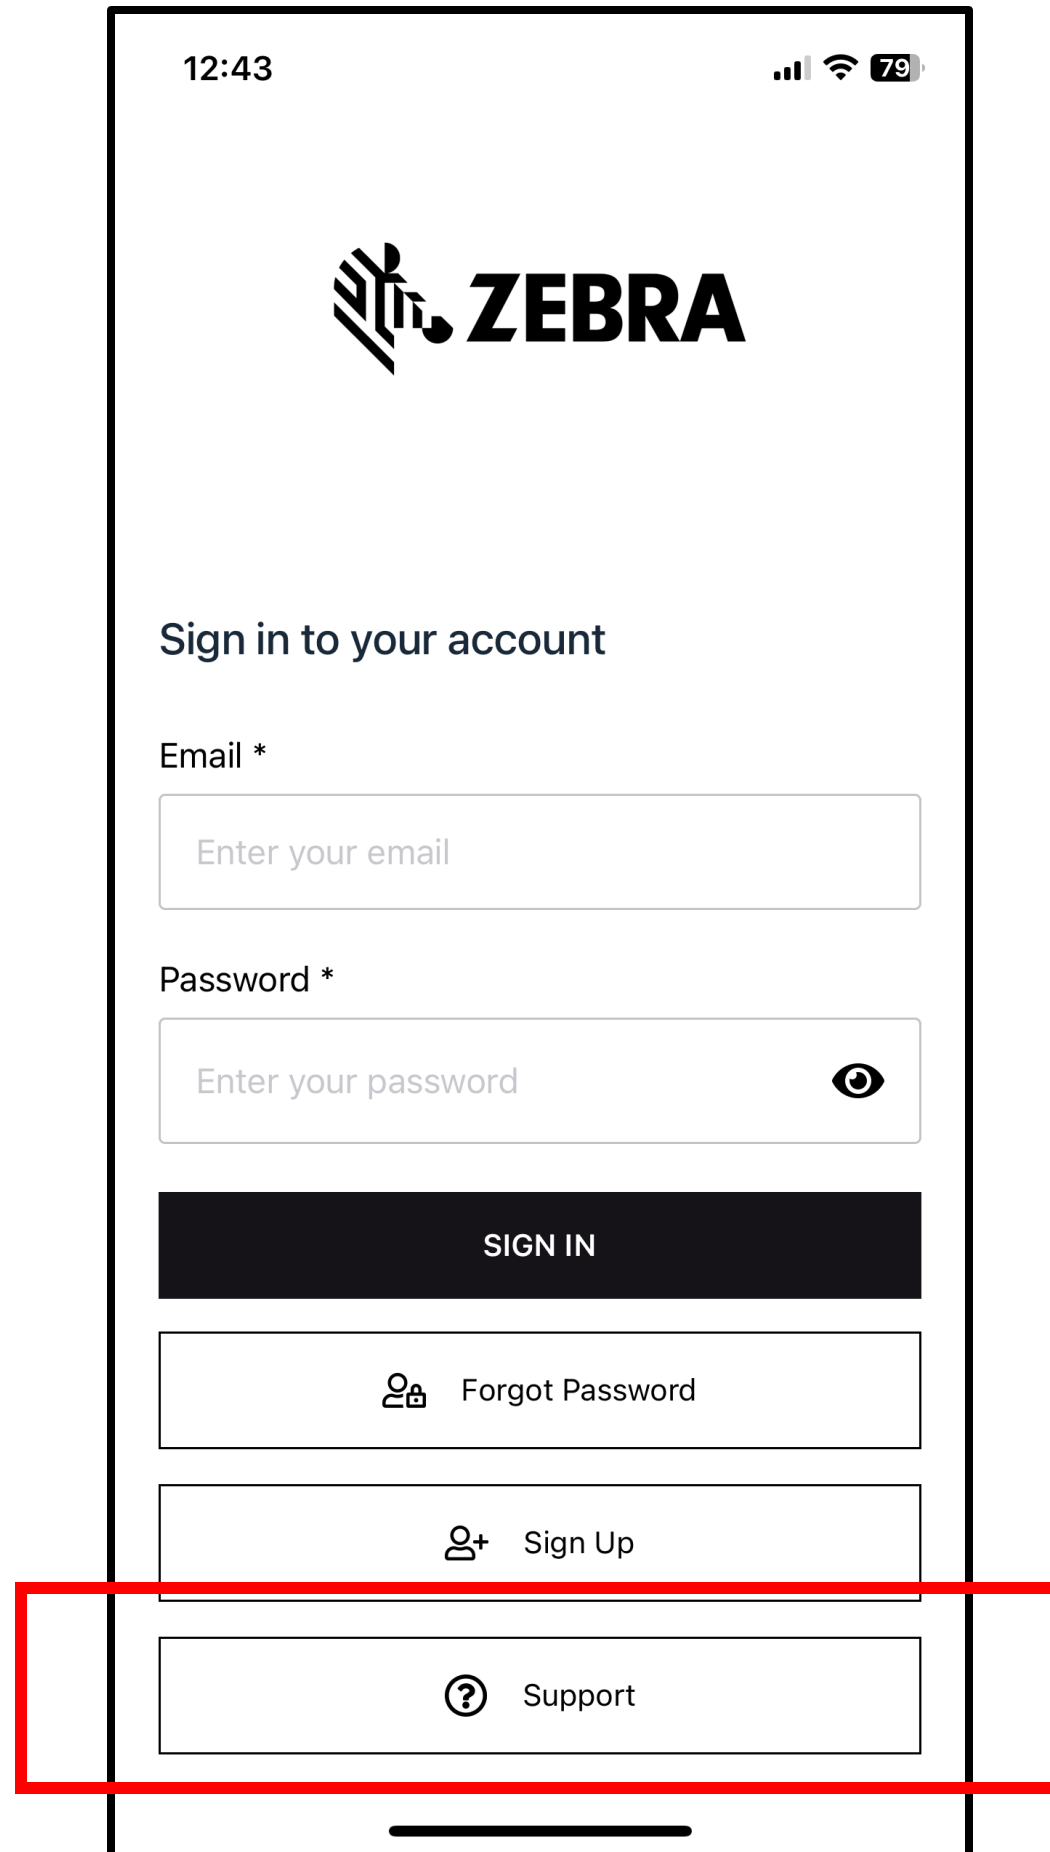 12:43
79
ZEBRA
Sign in to your account
Email *
Enter your email
Password *
Enter your password
SIGN IN
Forgot Password
Sign Up
Support